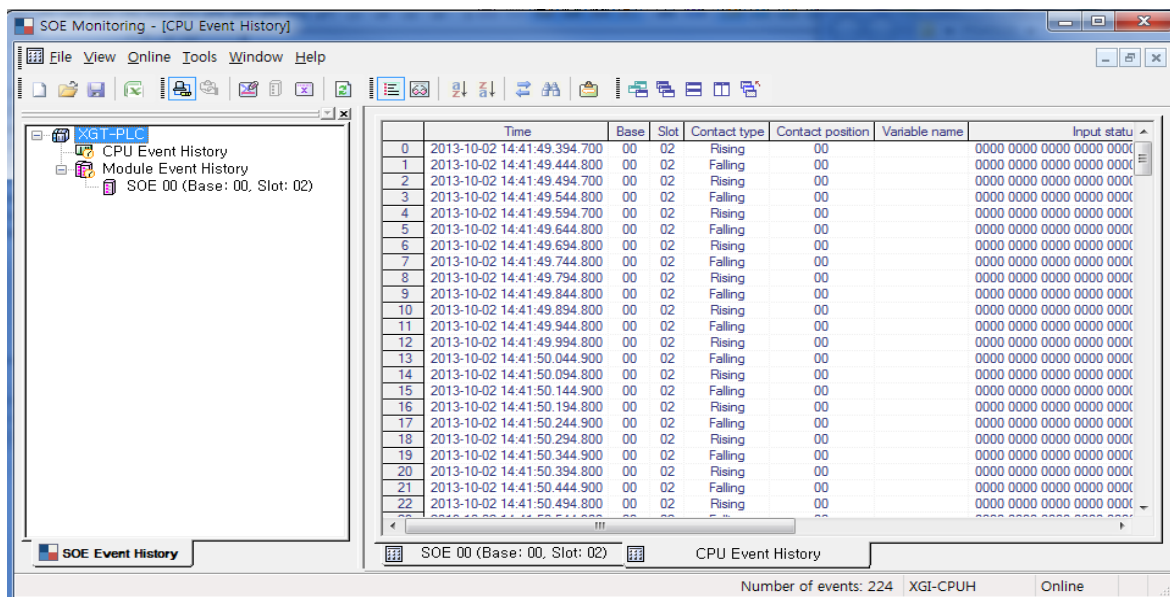 SOE Monitoring - [CPU Event History]
File View Online Tools Window Help
XGT-PLC
CPU Event History
Module Event History
SOE 00 (Base: 00, Slot: 02)
SOE Event History
Time Base Slot Contact type Contact position Variable name Input statu
0 2013-10-02 14:41:49.394.700 00 02 Rising 00 0000 0000 0000 0000 000(
1 2013-10-02 14:41:49.444.800 00 02 Falling 00 0000 0000 0000 0000 000(
2 2013-10-02 14:41:49.494.700 00 02 Rising 00 0000 0000 0000 0000 000(
3 2013-10-02 14:41:49.544.800 00 02 Falling 00 0000 0000 0000 0000 000(
4 2013-10-02 14:41:49.594.700 00 02 Rising 00 0000 0000 0000 0000 000(
5 2013-10-02 14:41:49.644.800 00 02 Falling 00 0000 0000 0000 0000 000(
6 2013-10-02 14:41:49.694.800 00 02 Rising 00 0000 0000 0000 0000 000(
7 2013-10-02 14:41:49.744.800 00 02 Falling 00 0000 0000 0000 0000 000(
8 2013-10-02 14:41:49.794.800 00 02 Rising 00 0000 0000 0000 0000 000(
9 2013-10-02 14:41:49.844.800 00 02 Falling 00 0000 0000 0000 0000 000(
10 2013-10-02 14:41:49.894.800 00 02 Rising 00 0000 0000 0000 0000 000(
11 2013-10-02 14:41:49.944.800 00 02 Falling 00 0000 0000 0000 0000 000(
12 2013-10-02 14:41:49.994.800 00 02 Rising 00 0000 0000 0000 0000 000(
13 2013-10-02 14:41:50.044.900 00 02 Falling 00 0000 0000 0000 0000 000(
14 2013-10-02 14:41:50.094.800 00 02 Rising 00 0000 0000 0000 0000 000(
15 2013-10-02 14:41:50.144.900 00 02 Falling 00 0000 0000 0000 0000 000(
16 2013-10-02 14:41:50.194.800 00 02 Rising 00 0000 0000 0000 0000 000(
17 2013-10-02 14:41:50.244.900 00 02 Falling 00 0000 0000 0000 0000 000(
18 2013-10-02 14:41:50.294.800 00 02 Rising 00 0000 0000 0000 0000 000(
19 2013-10-02 14:41:50.344.900 00 02 Falling 00 0000 0000 0000 0000 000(
20 2013-10-02 14:41:50.394.800 00 02 Rising 00 0000 0000 0000 0000 000(
21 2013-10-02 14:41:50.444.900 00 02 Falling 00 0000 0000 0000 0000 000(
22 2013-10-02 14:41:50.494.800 00 02 Rising 00 0000 0000 0000 0000 000(
SOE 00 (Base: 00, Slot: 02) CPU Event History
Number of events: 224 XGI-CPUH Online